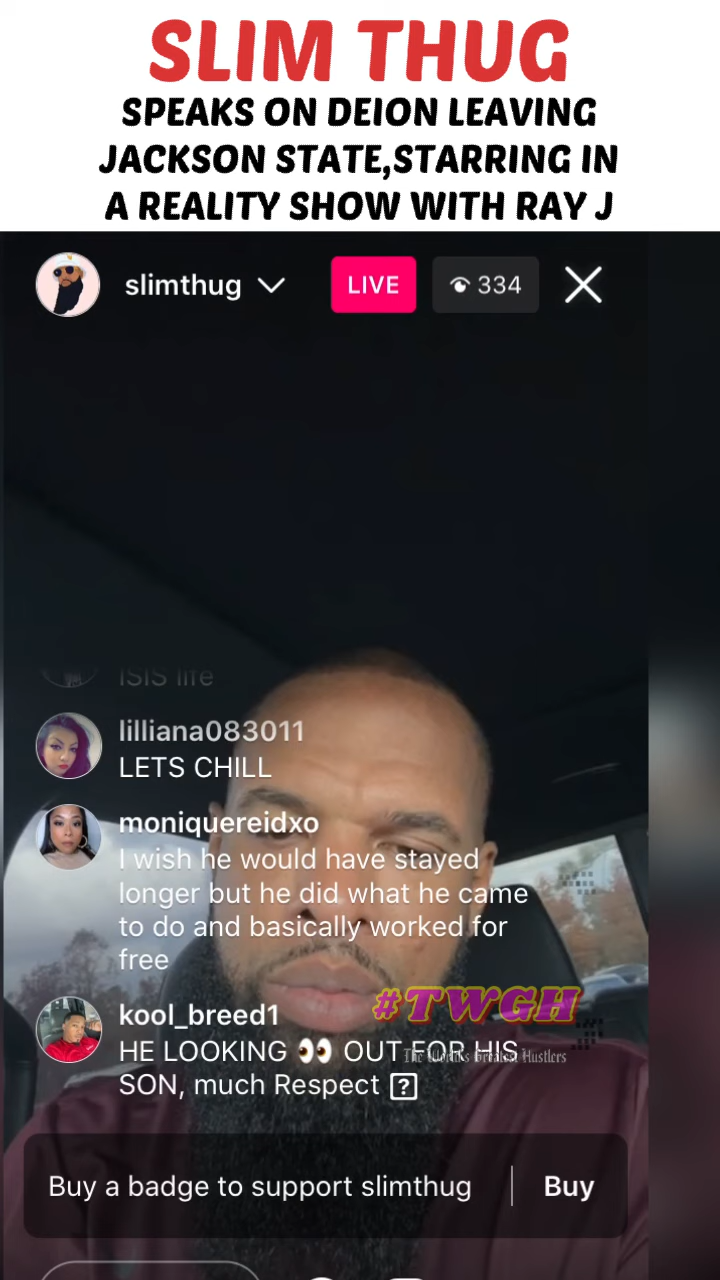 SLIM THUG
SPEAKS ON DEION LEAVING
JACKSON STATE,STARRING IN
A REALITY SHOW WITH RAY J
slimthug LIVE 334
ISIS life
lilliana083011
LETS CHILL
moniquereidxo
I wish he would have stayed
longer but he did what he came
to do and basically worked for
free
#TWGH
The World's Greatest Hustlers
kool_breed1
HE LOOKING 👀 OUT FOR HIS
SON, much Respect ?
Buy a badge to support slimthug | Buy